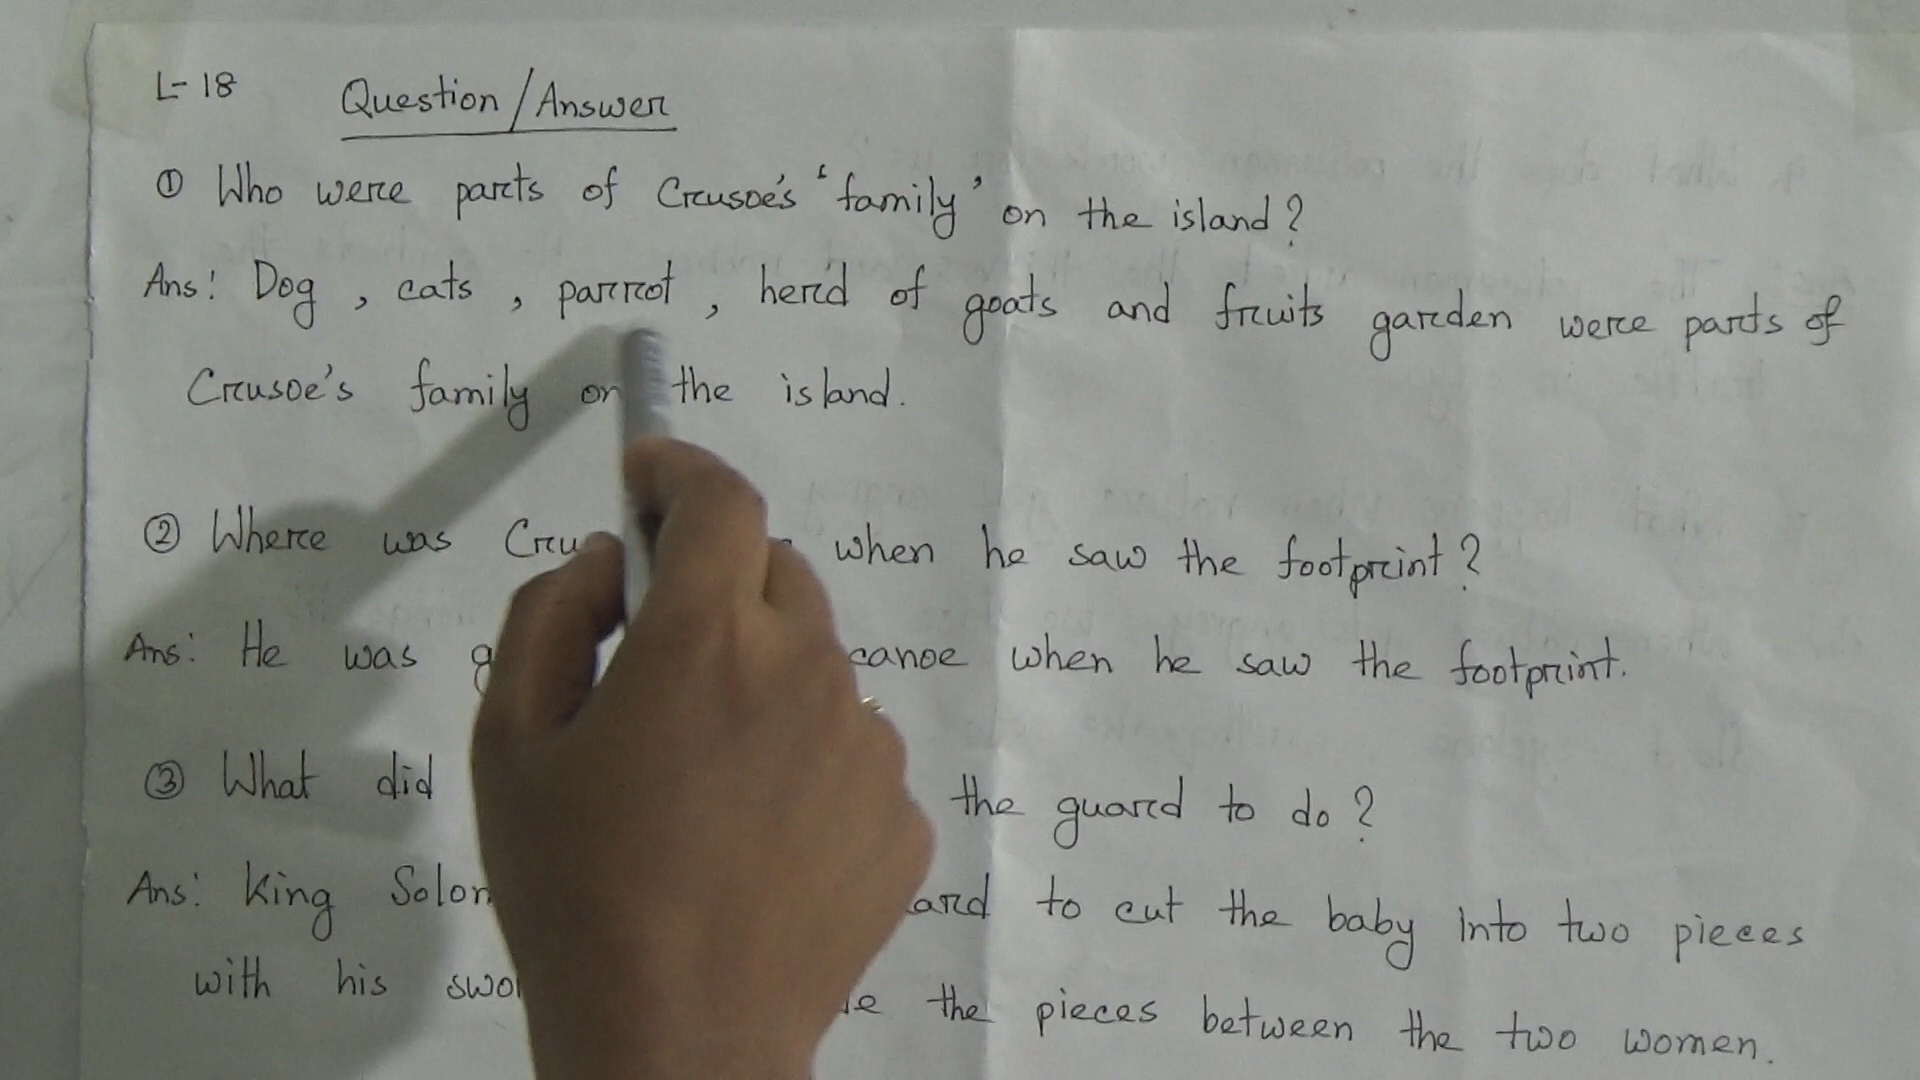 L-18 Question/Answer
① Who were parts of Crusoe's 'family' on the island?
Ans: Dog, cats, parrot, herd of goats and fruits garden were parts of
Crusoe's family on the island.
② Where was when he saw the footprint?
Ans: He was canoe when he saw the footprint.
③ What did the guard to do?
Ans: King to cut the baby into two pieces
with his the pieces between the two women.